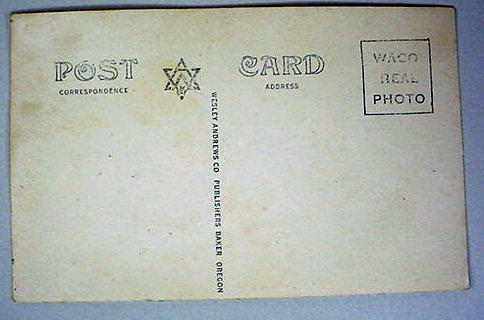 POST CARD
CORRESPONDENCE
ADDRESS
WACO
REAL
PHOTO
WESLEY ANDREWS CO PUBLISHERS BAKER OREGON